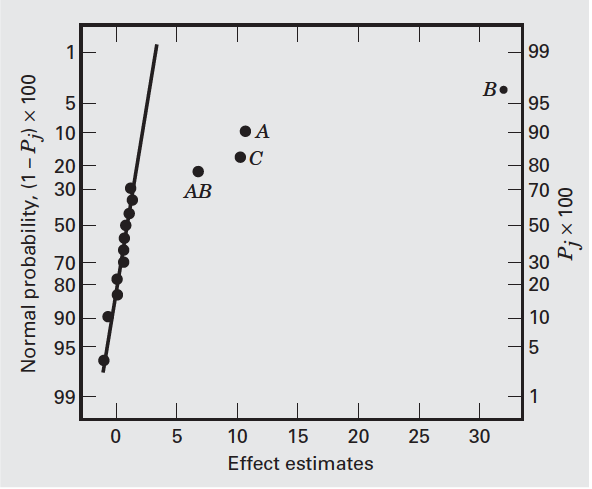 1
5
10
20
30
50
70
80
90
95
99
Normal probability, (1 – Pj) × 100
99
95
90
80
70
50
30
20
10
5
1
Pj × 100
B
A
C
AB
0 5 10 15 20 25 30
Effect estimates